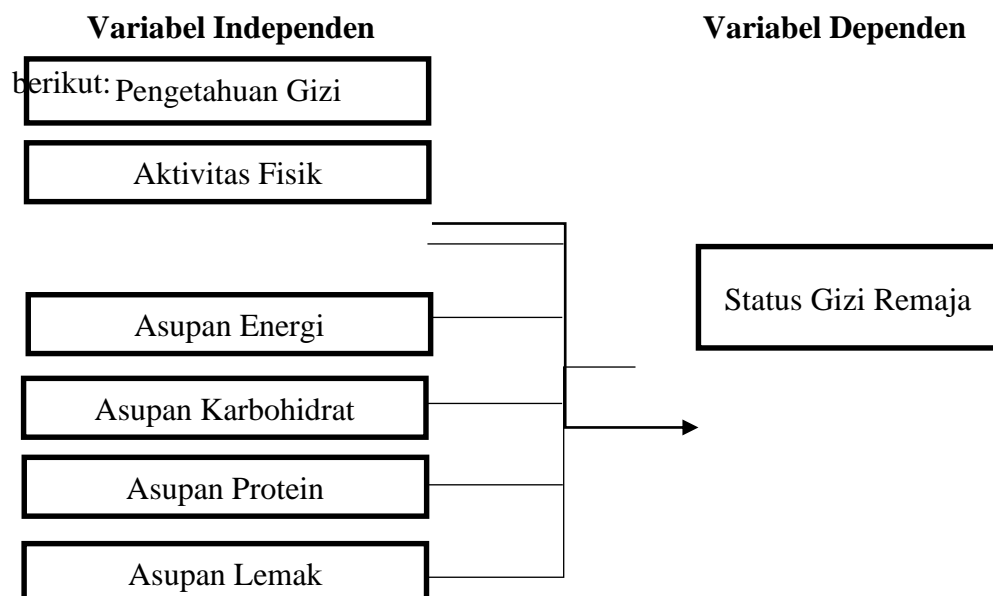 Variabel Independen
Variabel Dependen
berikut:
Pengetahuan Gizi
Aktivitas Fisik
Status Gizi Remaja
Asupan Energi
Asupan Karbohidrat
Asupan Protein
Asupan Lemak